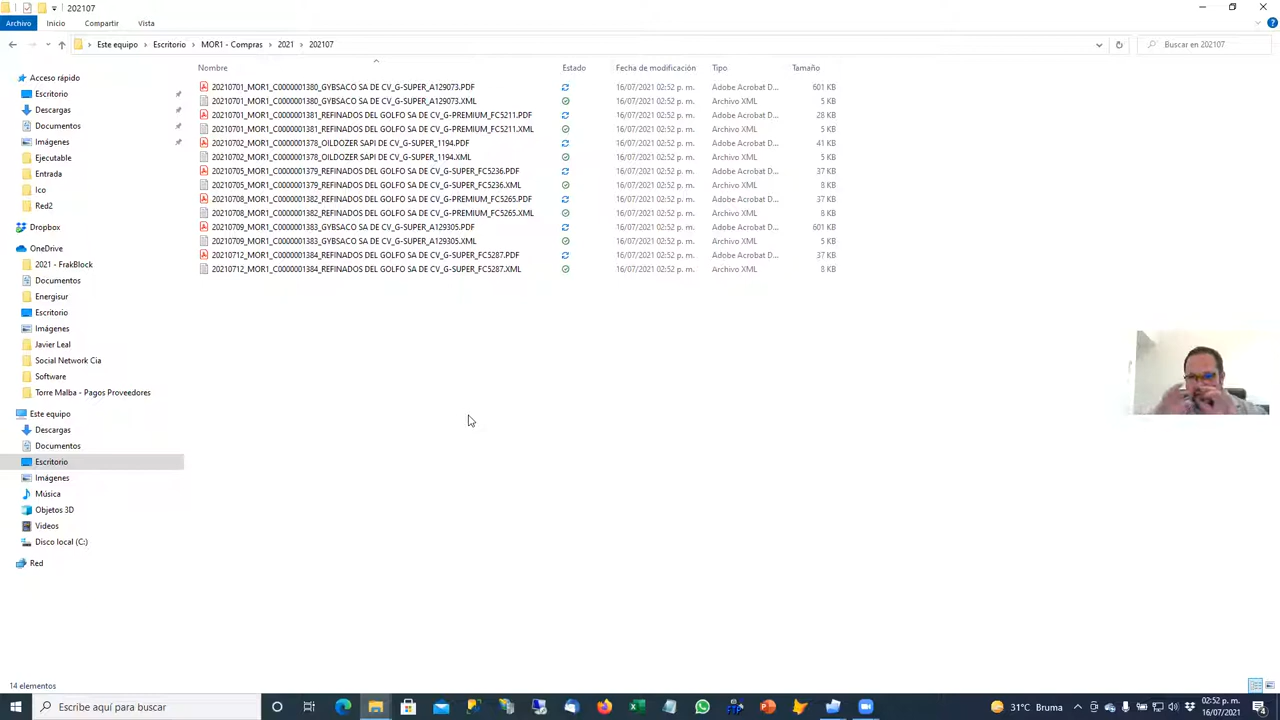 202107
Archivo Inicio Compartir Vista
Este equipo > Escritorio > MOR1 - Compras > 2021 > 202107
Buscar en 202107
Nombre Estado Fecha de modificación Tipo Tamaño
20210701_MOR1_C0000001380_GYBSACO SA DE CV_G-SUPER_A129073.PDF 16/07/2021 02:52 p. m. Adobe Acrobat D... 601 KB
20210701_MOR1_C0000001380_GYBSACO SA DE CV_G-SUPER_A129073.XML 16/07/2021 02:52 p. m. Archivo XML 5 KB
20210701_MOR1_C0000001381_REFINADOS DEL GOLFO SA DE CV_G-PREMIUM_FC5211.PDF 16/07/2021 02:52 p. m. Adobe Acrobat D... 28 KB
20210701_MOR1_C0000001381_REFINADOS DEL GOLFO SA DE CV_G-PREMIUM_FC5211.XML 16/07/2021 02:52 p. m. Archivo XML 5 KB
20210702_MOR1_C0000001378_OILDOZER SAPI DE CV_G-SUPER_1194.PDF 16/07/2021 02:52 p. m. Adobe Acrobat D... 41 KB
20210702_MOR1_C0000001378_OILDOZER SAPI DE CV_G-SUPER_1194.XML 16/07/2021 02:52 p. m. Archivo XML 5 KB
20210705_MOR1_C0000001379_REFINADOS DEL GOLFO SA DE CV_G-SUPER_FC5236.PDF 16/07/2021 02:52 p. m. Adobe Acrobat D... 37 KB
20210705_MOR1_C0000001379_REFINADOS DEL GOLFO SA DE CV_G-SUPER_FC5236.XML 16/07/2021 02:52 p. m. Archivo XML 8 KB
20210708_MOR1_C0000001382_REFINADOS DEL GOLFO SA DE CV_G-PREMIUM_FC5265.PDF 16/07/2021 02:52 p. m. Adobe Acrobat D... 37 KB
20210708_MOR1_C0000001382_REFINADOS DEL GOLFO SA DE CV_G-PREMIUM_FC5265.XML 16/07/2021 02:52 p. m. Archivo XML 8 KB
20210709_MOR1_C0000001383_GYBSACO SA DE CV_G-SUPER_A129305.PDF 16/07/2021 02:52 p. m. Adobe Acrobat D... 601 KB
20210709_MOR1_C0000001383_GYBSACO SA DE CV_G-SUPER_A129305.XML 16/07/2021 02:52 p. m. Archivo XML 5 KB
20210712_MOR1_C0000001384_REFINADOS DEL GOLFO SA DE CV_G-SUPER_FC5287.PDF 16/07/2021 02:52 p. m. Adobe Acrobat D... 37 KB
20210712_MOR1_C0000001384_REFINADOS DEL GOLFO SA DE CV_G-SUPER_FC5287.XML 16/07/2021 02:52 p. m. Archivo XML 8 KB
Acceso rápido
Escritorio
Descargas
Documentos
Imágenes
Ejecutable
Entrada
Ico
Red2
Dropbox
OneDrive
2021 - FrakBlock
Documentos
Energisur
Escritorio
Imágenes
Javier Leal
Social Network Cia
Software
Torre Malba - Pagos Proveedores
Este equipo
Descargas
Documentos
Escritorio
Imágenes
Música
Objetos 3D
Videos
Disco local (C:)
Red
14 elementos
Escribe aquí para buscar
31°C Bruma
02:52 p. m.
16/07/2021